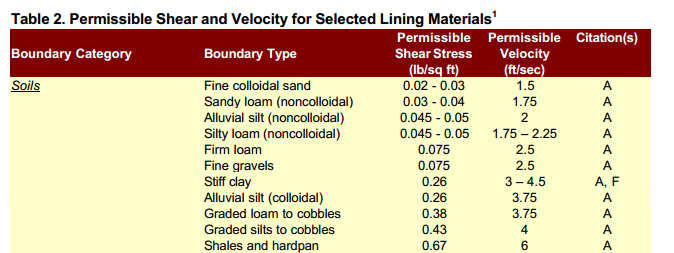 Table 2. Permissible Shear and Velocity for Selected Lining Materials1
Permissible Permissible Citation(s)
Boundary Category Boundary Type Shear Stress Velocity
(lb/sq ft) (ft/sec)
Soils Fine colloidal sand 0.02 - 0.03 1.5 A
Sandy loam (noncolloidal) 0.03 - 0.04 1.75 A
Alluvial silt (noncolloidal) 0.045 - 0.05 2 A
Silty loam (noncolloidal) 0.045 - 0.05 1.75 – 2.25 A
Firm loam 0.075 2.5 A
Fine gravels 0.075 2.5 A
Stiff clay 0.26 3 – 4.5 A, F
Alluvial silt (colloidal) 0.26 3.75 A
Graded loam to cobbles 0.38 3.75 A
Graded silts to cobbles 0.43 4 A
Shales and hardpan 0.67 6 A